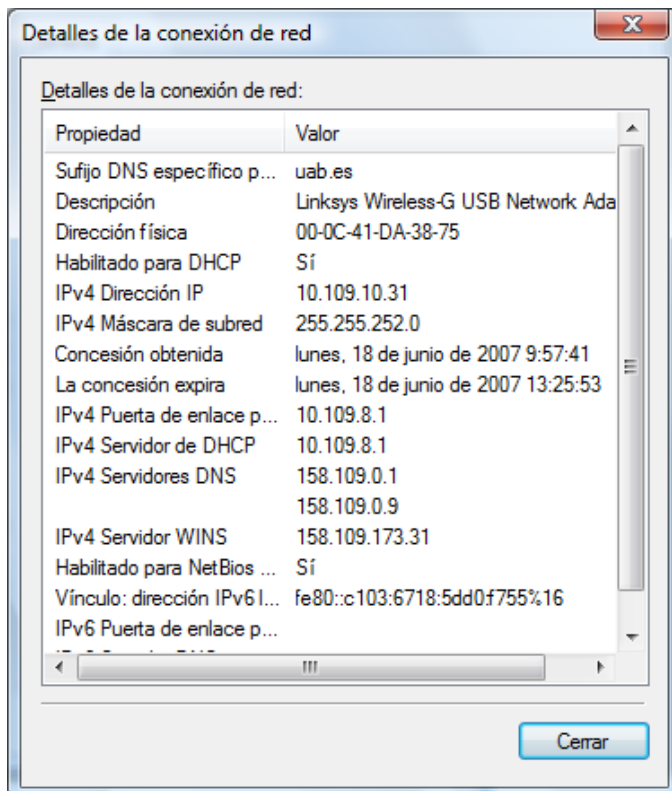 Detalles de la conexión de red
Detalles de la conexión de red:
Propiedad Valor
Sufijo DNS específico p... uab.es
Descripción Linksys Wireless-G USB Network Ada
Dirección física 00-0C-41-DA-38-75
Habilitado para DHCP Sí
IPv4 Dirección IP 10.109.10.31
IPv4 Máscara de subred 255.255.252.0
Concesión obtenida lunes, 18 de junio de 2007 9:57:41
La concesión expira lunes, 18 de junio de 2007 13:25:53
IPv4 Puerta de enlace p... 10.109.8.1
IPv4 Servidor de DHCP 10.109.8.1
IPv4 Servidores DNS 158.109.0.1
158.109.0.9
IPv4 Servidor WINS 158.109.173.31
Habilitado para NetBios ... Sí
Vínculo: dirección IPv6 l... fe80::c103:6718:5dd0:f755%16
IPv6 Puerta de enlace p...
Cerrar